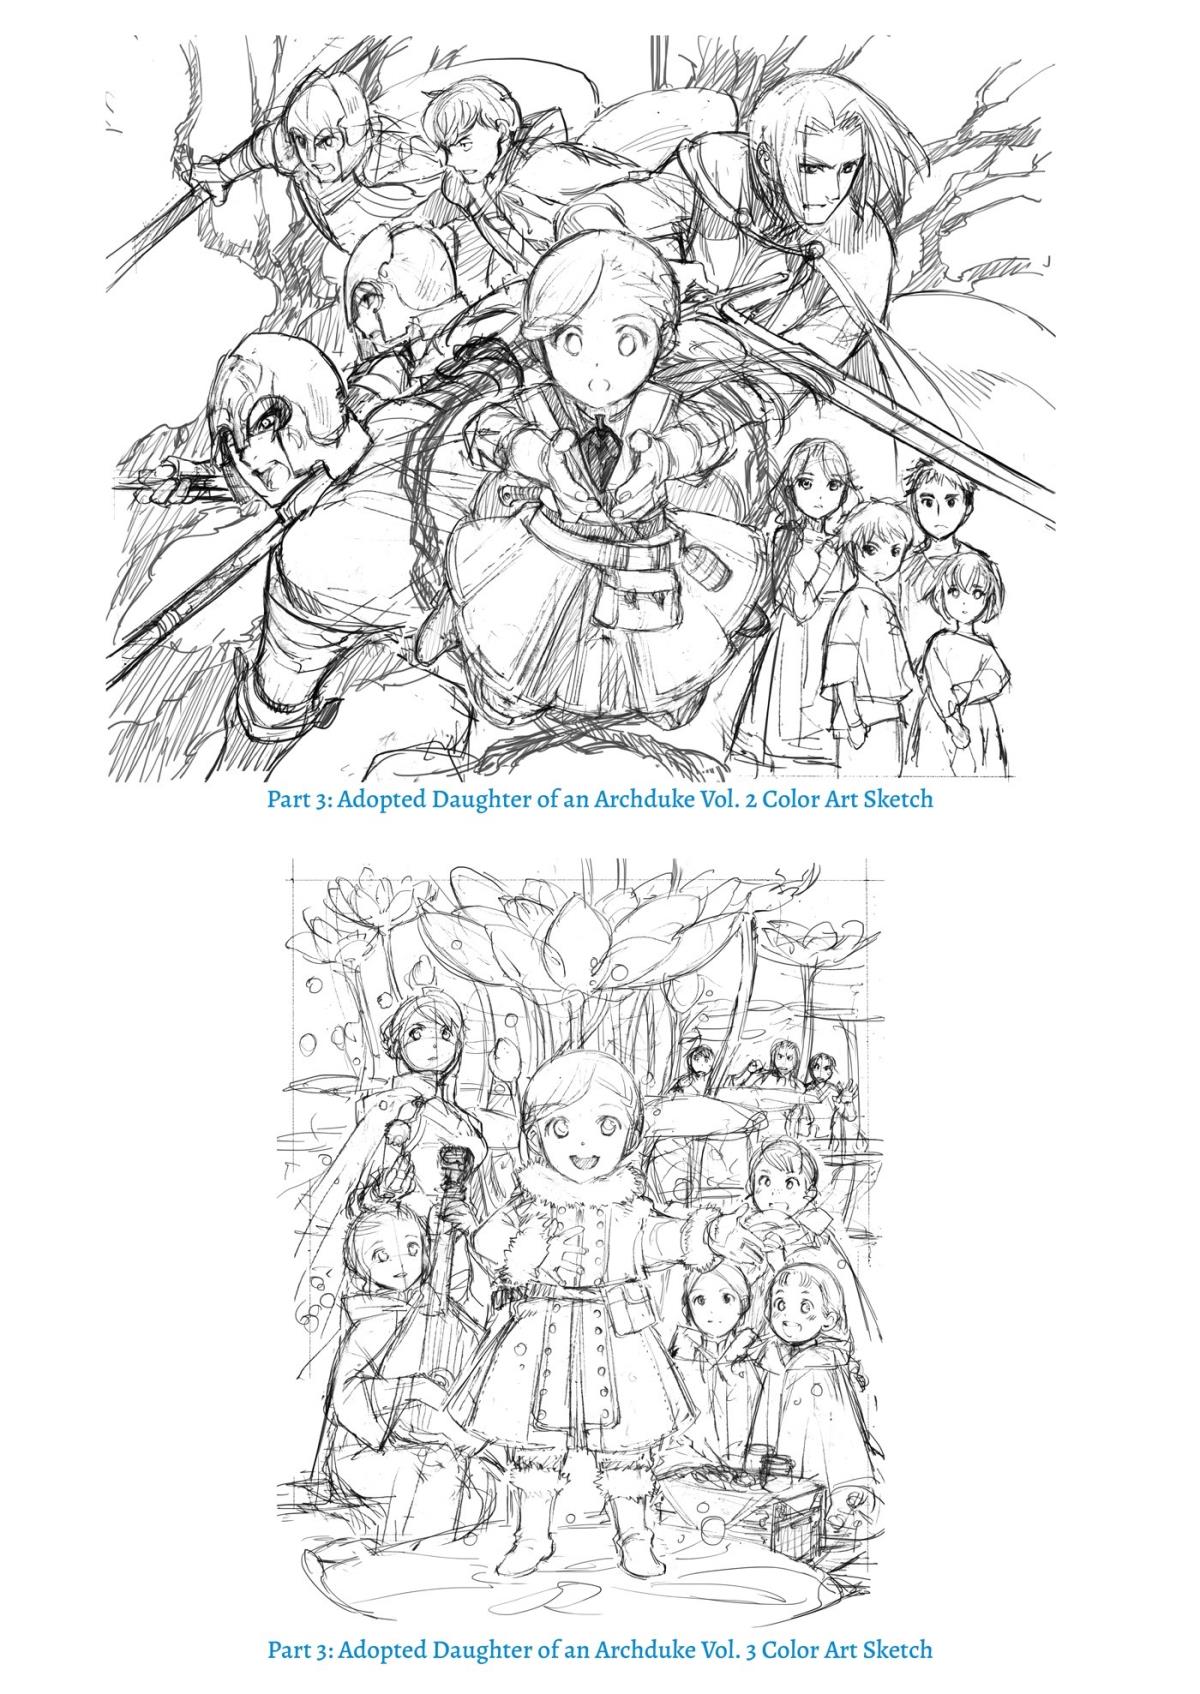 Part 3: Adopted Daughter of an Archduke Vol. 2 Color Art Sketch
Part 3: Adopted Daughter of an Archduke Vol. 3 Color Art Sketch